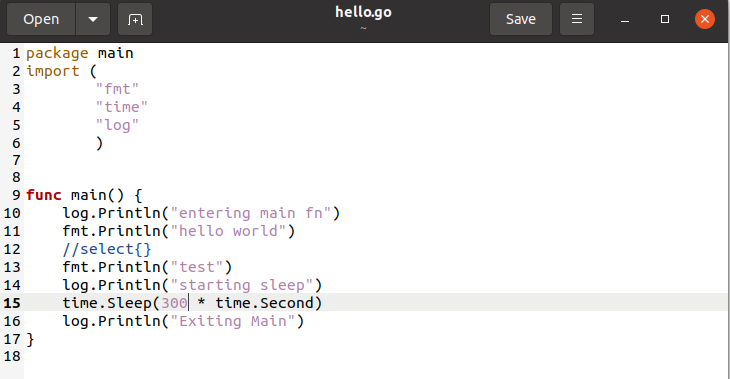 Open hello.go Save
~
1 package main
2 import (
3         "fmt"
4         "time"
5         "log"
6         )
7
8
9 func main() {
10     log.Println("entering main fn")
11     fmt.Println("hello world")
12     //select{}
13     fmt.Println("test")
14     log.Println("starting sleep")
15     time.Sleep(300 * time.Second)
16     log.Println("Exiting Main")
17 }
18